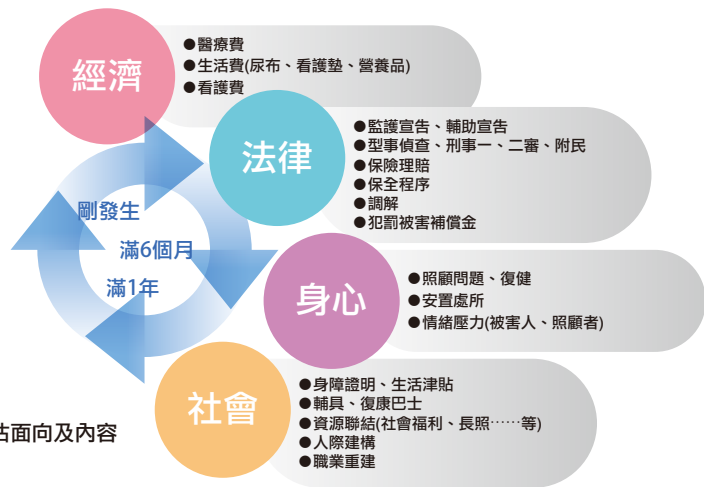 經濟
●醫療費
●生活費(尿布、看護墊、營養品)
●看護費
法律
●監護宣告、輔助宣告
●型事偵查、刑事一、二審、附民
●保險理賠
●保全程序
●調解
●犯罰被害補償金
剛發生
滿6個月
滿1年
身心
●照顧問題、復健
●安置處所
●情緒壓力(被害人、照顧者)
社會
●身障證明、生活津貼
●輔具、復康巴士
●資源聯結(社會福利、長照⋯⋯等)
●人際建構
●職業重建
估面向及內容